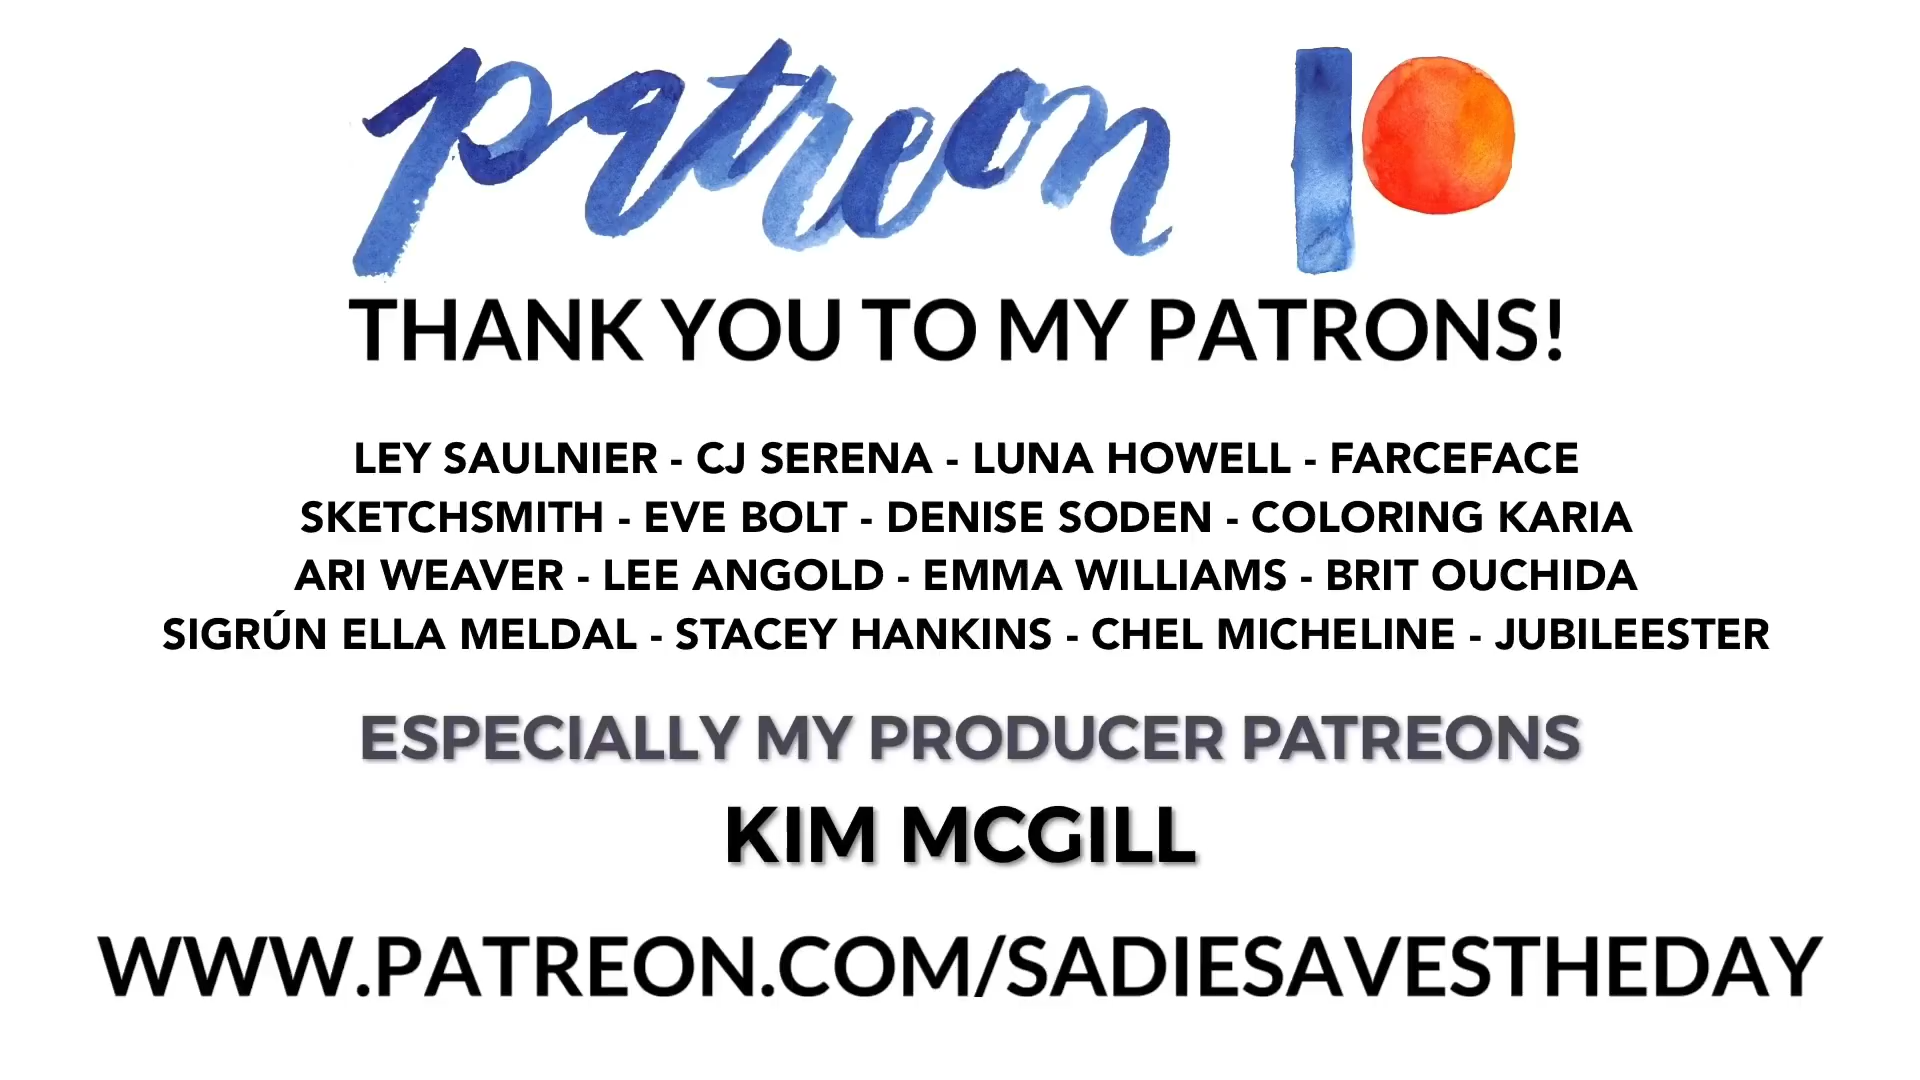 patreon
THANK YOU TO MY PATRONS!
LEY SAULNIER - CJ SERENA - LUNA HOWELL - FARCEFACE
SKETCHSMITH - EVE BOLT - DENISE SODEN - COLORING KARIA
ARI WEAVER - LEE ANGOLD - EMMA WILLIAMS - BRIT OUCHIDA
SIGRÚN ELLA MELDAL - STACEY HANKINS - CHEL MICHELINE - JUBILEESTER
ESPECIALLY MY PRODUCER PATREONS
KIM MCGILL
WWW.PATREON.COM/SADIESAVESTHEDAY